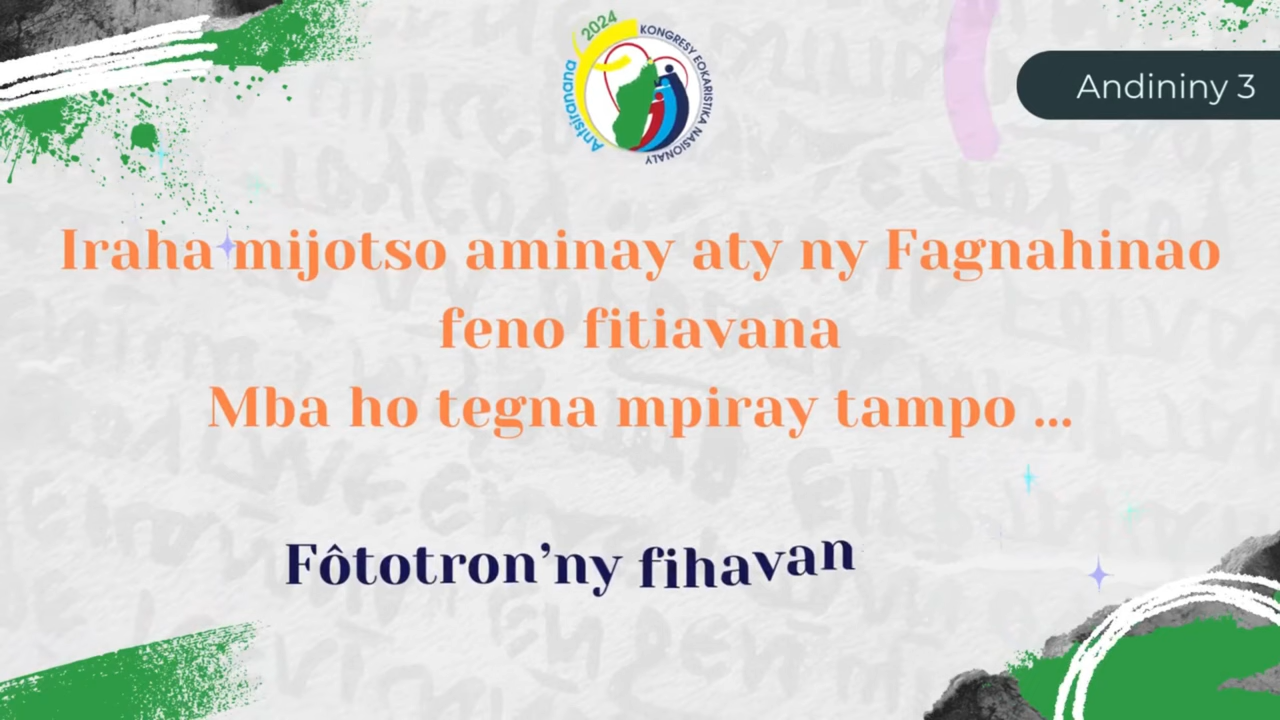 2024
KONGRESY EOKARISTIKA NASIONALY
Antsiranana
Andininy 3
Iraha mijotso aminay aty ny Fagnahinao
feno fitiavana
Mba ho tegna mpiray tampo ...
Fôtotron’ny fihavan